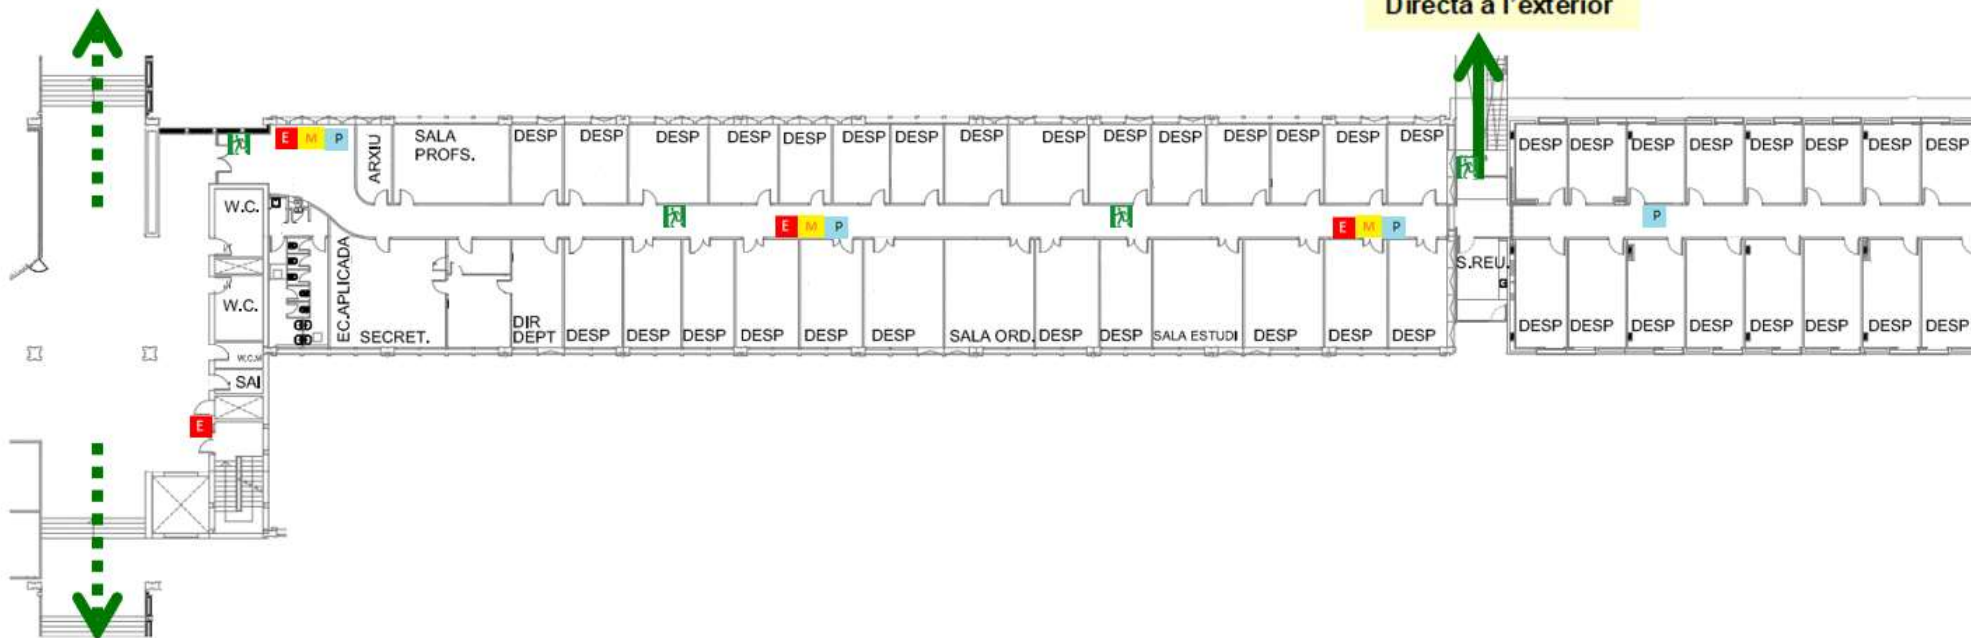 Directa a l'exterior
E M P
ARXIU
SALA
PROFS.
DESP DESP DESP DESP DESP DESP DESP DESP DESP DESP DESP DESP DESP DESP DESP
DESP DESP DESP DESP DESP DESP DESP DESP
W.C.
E M P
E M P
P
W.C.
EC.APLICADA
SECRET.
DIR
DEPT
DESP DESP DESP DESP DESP DESP
SALA ORD.
DESP DESP
SALA ESTUDI
DESP DESP DESP
S.REU.
DESP DESP DESP DESP DESP DESP DESP DESP
W.C.M
SAI
E